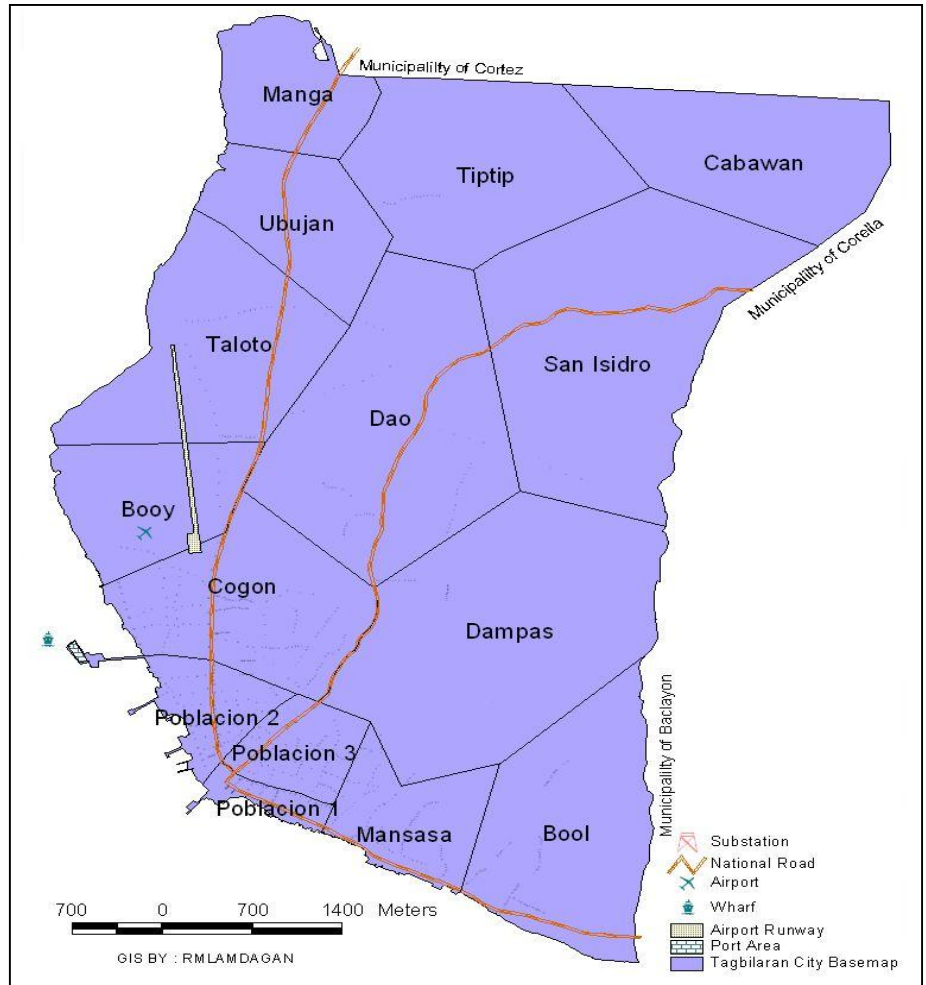 Municipalility of Cortez
Manga
Tiptip
Cabawan
Ubujan
Municipalility of Corella
Taloto
San Isidro
Dao
Booy
Cogon
Dampas
Poblacion 2
Poblacion 3
Poblacion 1
Mansasa
Bool
Municipality of Baclayon
Substation
National Road
Airport
Wharf
Airport Runway
Port Area
Tagbilaran City Basemap
700 0 700 1400 Meters
GIS BY : RMLAMDAGAN